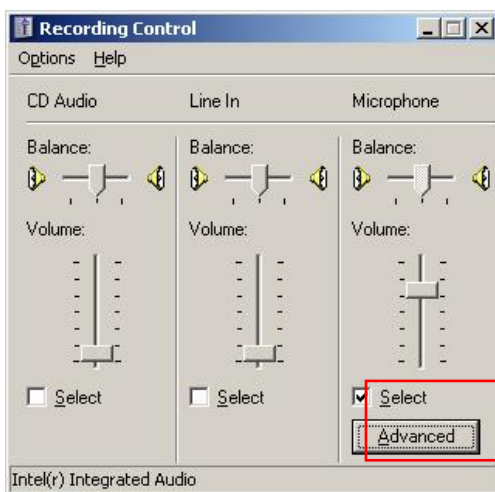 Recording Control
Options Help
CD Audio Line In Microphone
Balance: Balance: Balance:
Volume: Volume: Volume:
Select Select Select
Advanced
Intel(r) Integrated Audio